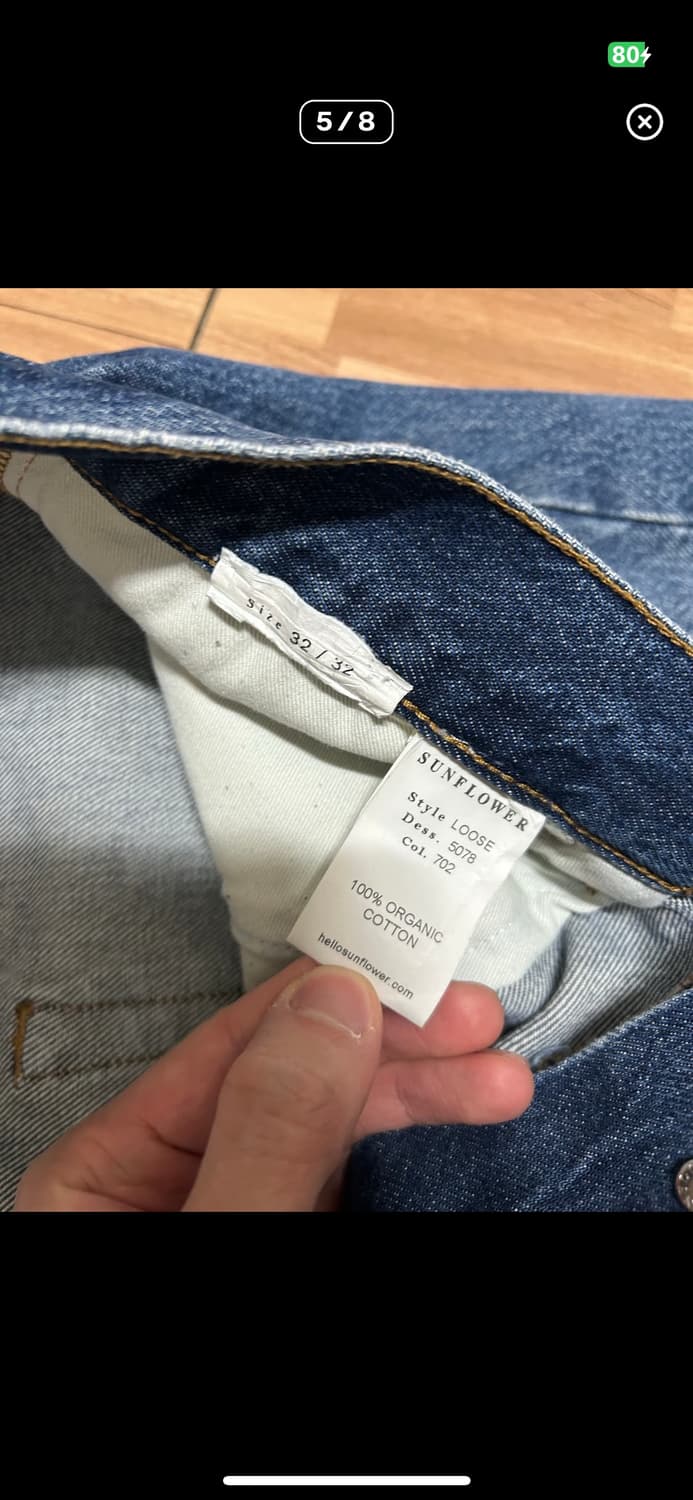 80
5/8
Size 32 / 32
SUNFLOWER
Style LOOSE
Dess. 5078
Col. 702
100% ORGANIC
COTTON
hellosunflower.com